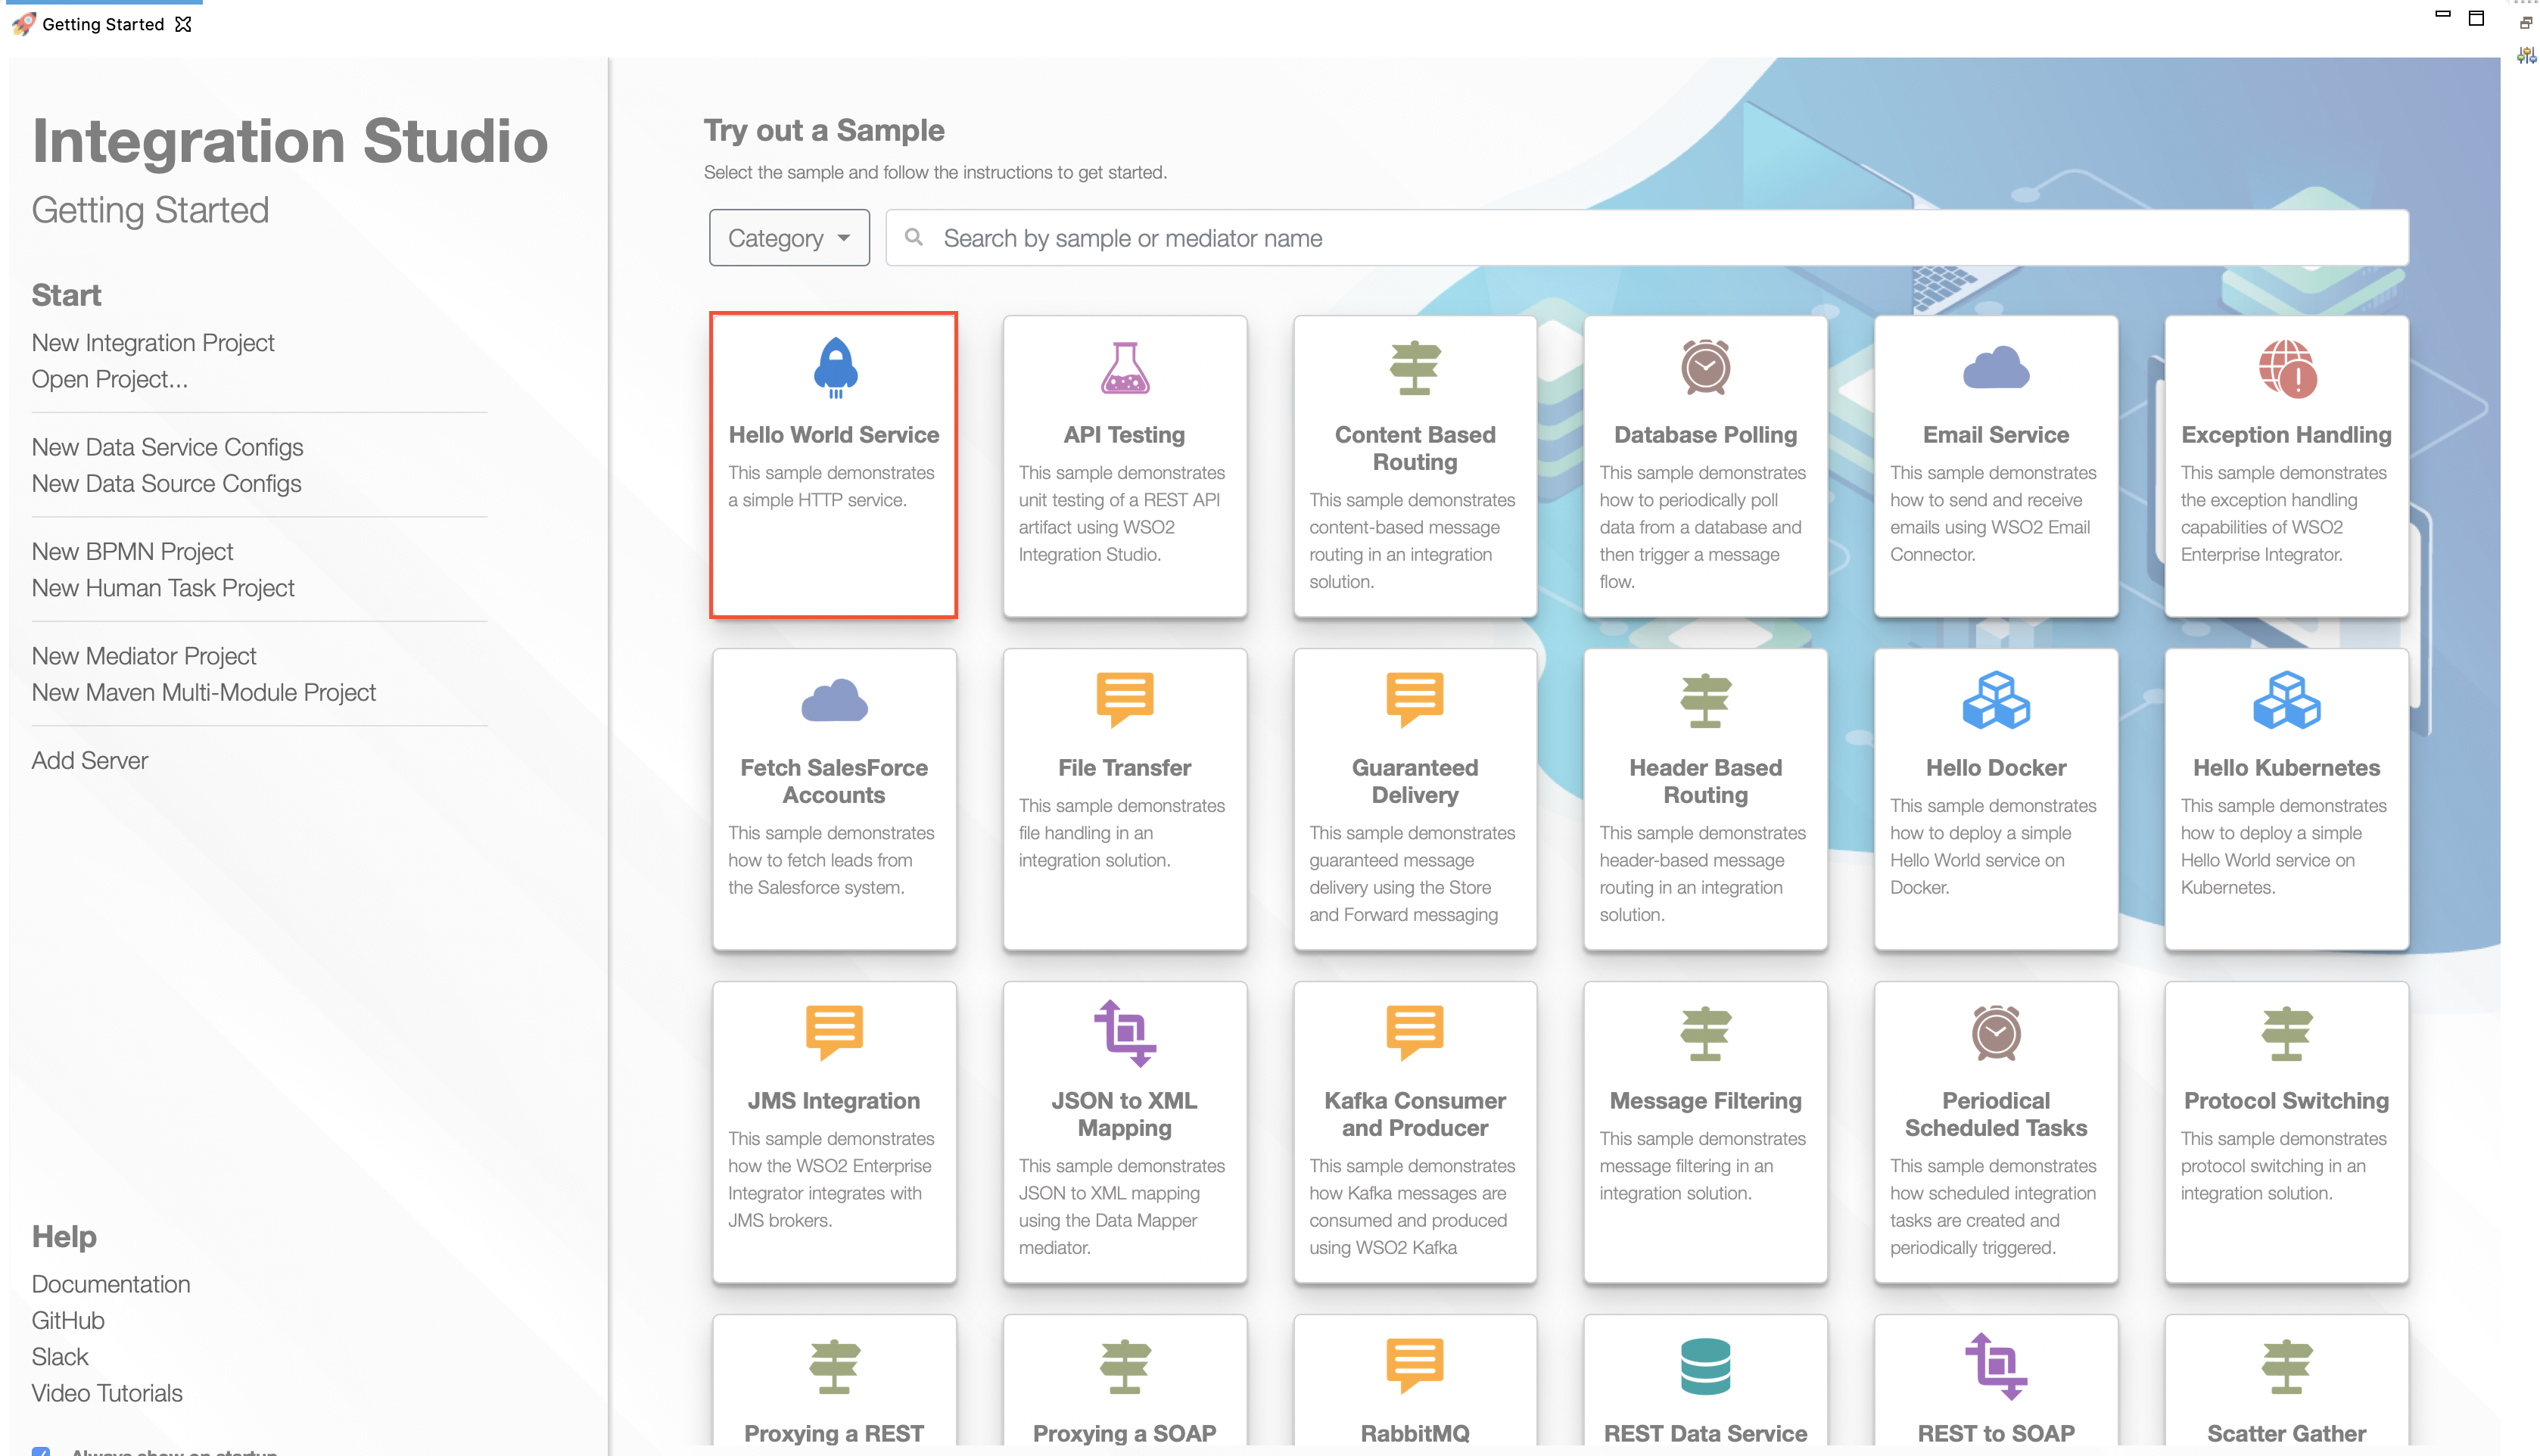 Getting Started
Integration Studio
Getting Started
Start
New Integration Project
Open Project...
New Data Service Configs
New Data Source Configs
New BPMN Project
New Human Task Project
New Mediator Project
New Maven Multi-Module Project
Add Server
Help
Documentation
GitHub
Slack
Video Tutorials
Always show on startup
Try out a Sample
Select the sample and follow the instructions to get started.
Category
Search by sample or mediator name
Hello World Service
This sample demonstrates
a simple HTTP service.
API Testing
This sample demonstrates
unit testing of a REST API
artifact using WSO2
Integration Studio.
Content Based
Routing
This sample demonstrates
content-based message
routing in an integration
solution.
Database Polling
This sample demonstrates
how to periodically poll
data from a database and
then trigger a message
flow.
Email Service
This sample demonstrates
how to send and receive
emails using WSO2 Email
Connector.
Exception Handling
This sample demonstrates
the exception handling
capabilities of WSO2
Enterprise Integrator.
Fetch SalesForce
Accounts
This sample demonstrates
how to fetch leads from
the Salesforce system.
File Transfer
This sample demonstrates
file handling in an
integration solution.
Guaranteed
Delivery
This sample demonstrates
guaranteed message
delivery using the Store
and Forward messaging
Header Based
Routing
This sample demonstrates
header-based message
routing in an integration
solution.
Hello Docker
This sample demonstrates
how to deploy a simple
Hello World service on
Docker.
Hello Kubernetes
This sample demonstrates
how to deploy a simple
Hello World service on
Kubernetes.
JMS Integration
This sample demonstrates
how the WSO2 Enterprise
Integrator integrates with
JMS brokers.
JSON to XML
Mapping
This sample demonstrates
JSON to XML mapping
using the Data Mapper
mediator.
Kafka Consumer
and Producer
This sample demonstrates
how Kafka messages are
consumed and produced
using WSO2 Kafka
Message Filtering
This sample demonstrates
message filtering in an
integration solution.
Periodical
Scheduled Tasks
This sample demonstrates
how scheduled integration
tasks are created and
periodically triggered.
Protocol Switching
This sample demonstrates
protocol switching in an
integration solution.
Proxying a REST
Proxying a SOAP
RabbitMQ
REST Data Service
REST to SOAP
Scatter Gather